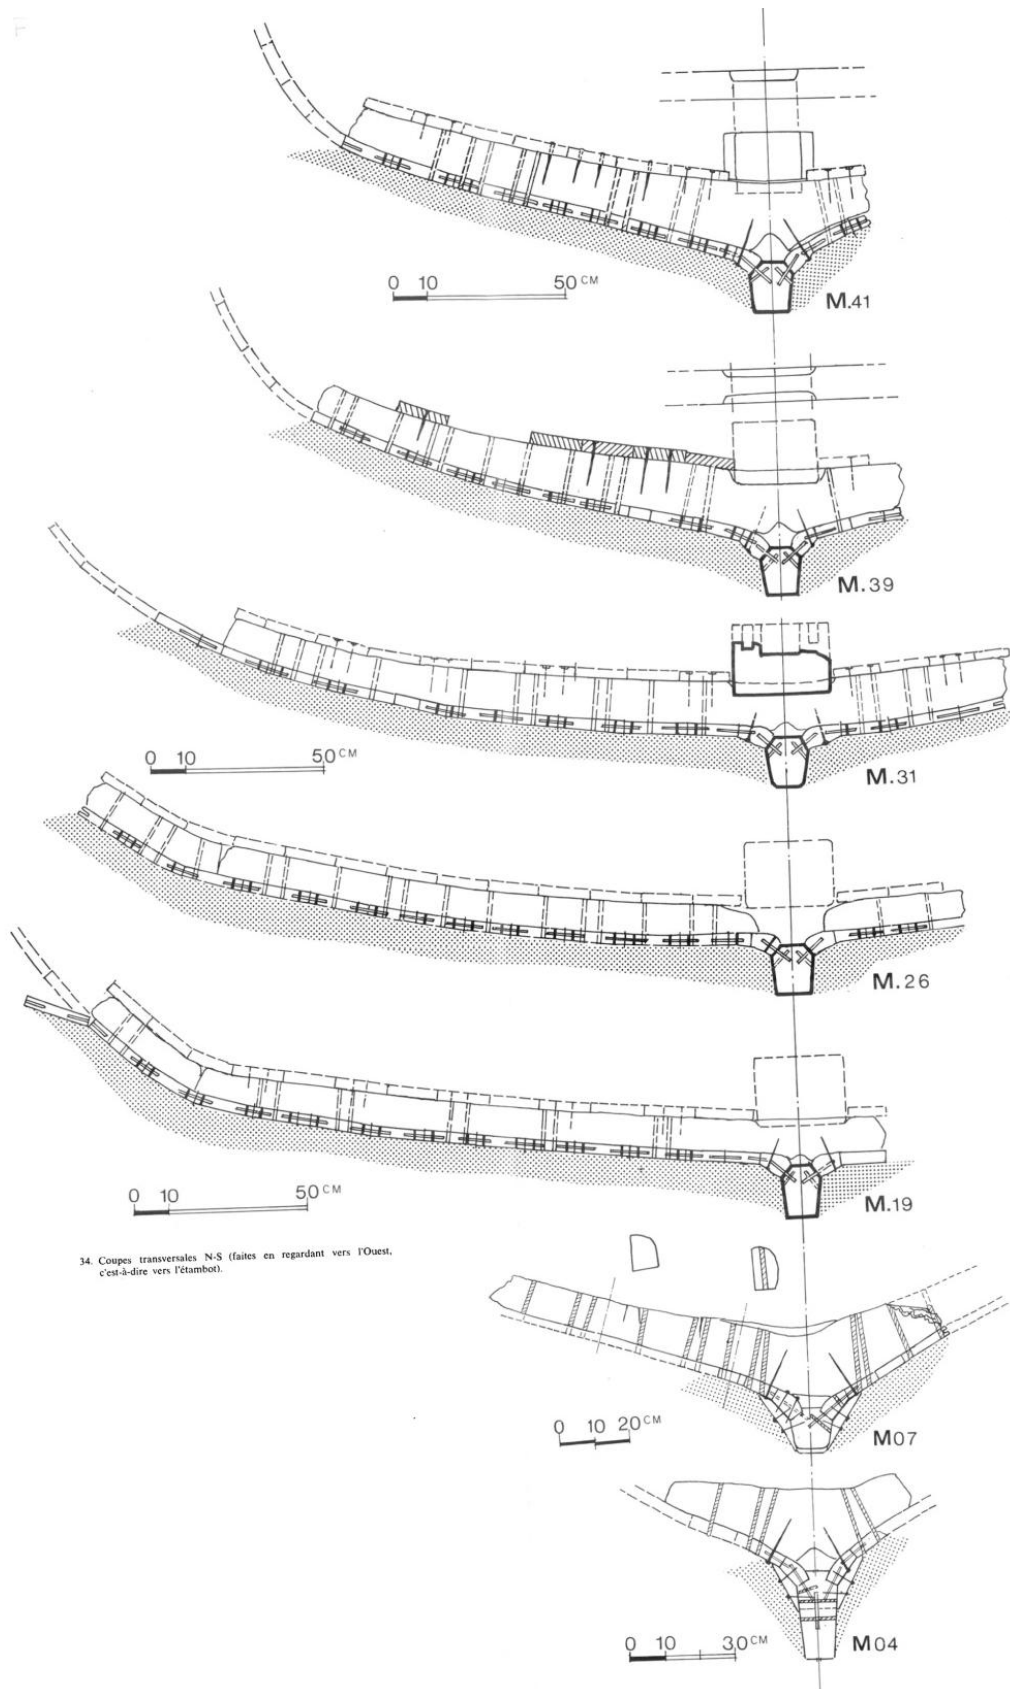 0 10 50 CM
M.41
M.39
0 10 50 CM
M.31
M.26
0 10 50 CM
M.19
34. Coupes transversales N-S (faites en regardant vers l'Ouest,
c'est-à-dire vers l'étambot).
0 10 20 CM
M07
0 10 30 CM
M04